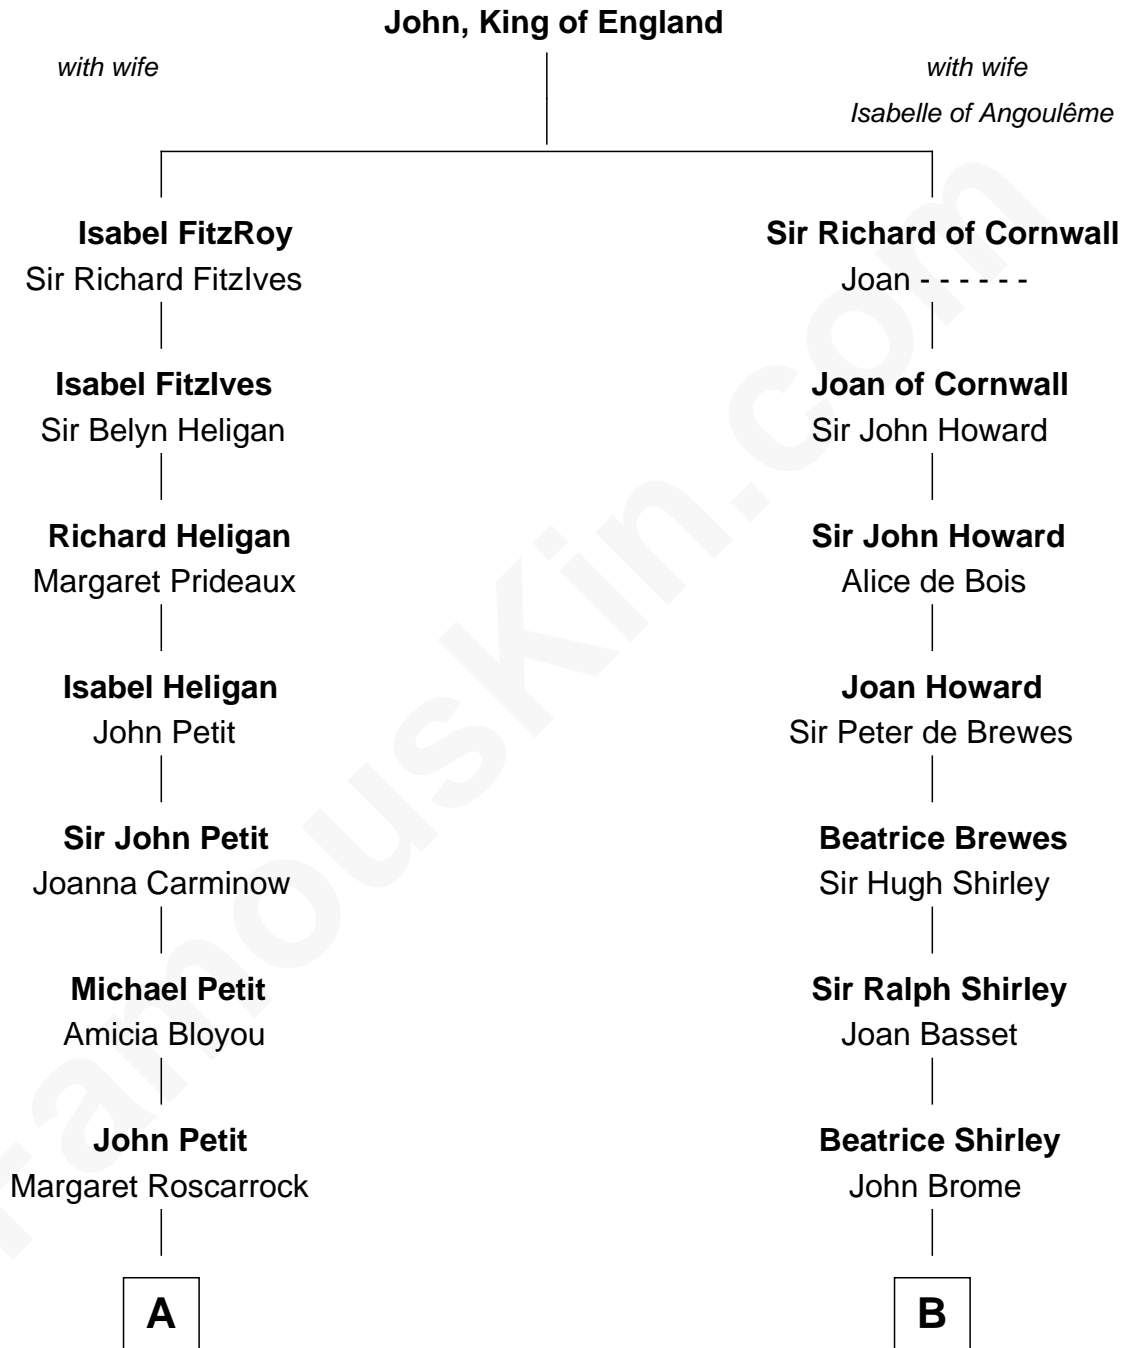 John, King of England
with wife
with wife
Isabelle of Angoulême
Isabel FitzRoy
Sir Richard FitzIves
Sir Richard of Cornwall
Joan - - - - - -
Isabel FitzIves
Sir Belyn Heligan
Joan of Cornwall
Sir John Howard
Richard Heligan
Margaret Prideaux
Sir John Howard
Alice de Bois
Isabel Heligan
John Petit
Joan Howard
Sir Peter de Brewes
Sir John Petit
Joanna Carminow
Beatrice Brewes
Sir Hugh Shirley
Michael Petit
Amicia Bloyou
Sir Ralph Shirley
Joan Basset
John Petit
Margaret Roscarrock
Beatrice Shirley
John Brome
A
B
FamousKin.com